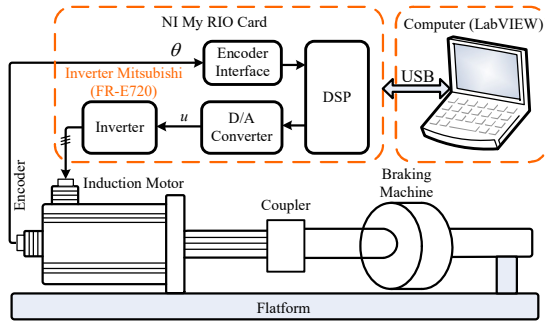 NI My RIO Card
Computer (LabVIEW)
θ
Encoder
Interface
Inverter Mitsubishi
(FR-E720)
DSP
USB
Inverter
u
D/A
Converter
Encoder
Induction Motor
Coupler
Braking
Machine
Flatform